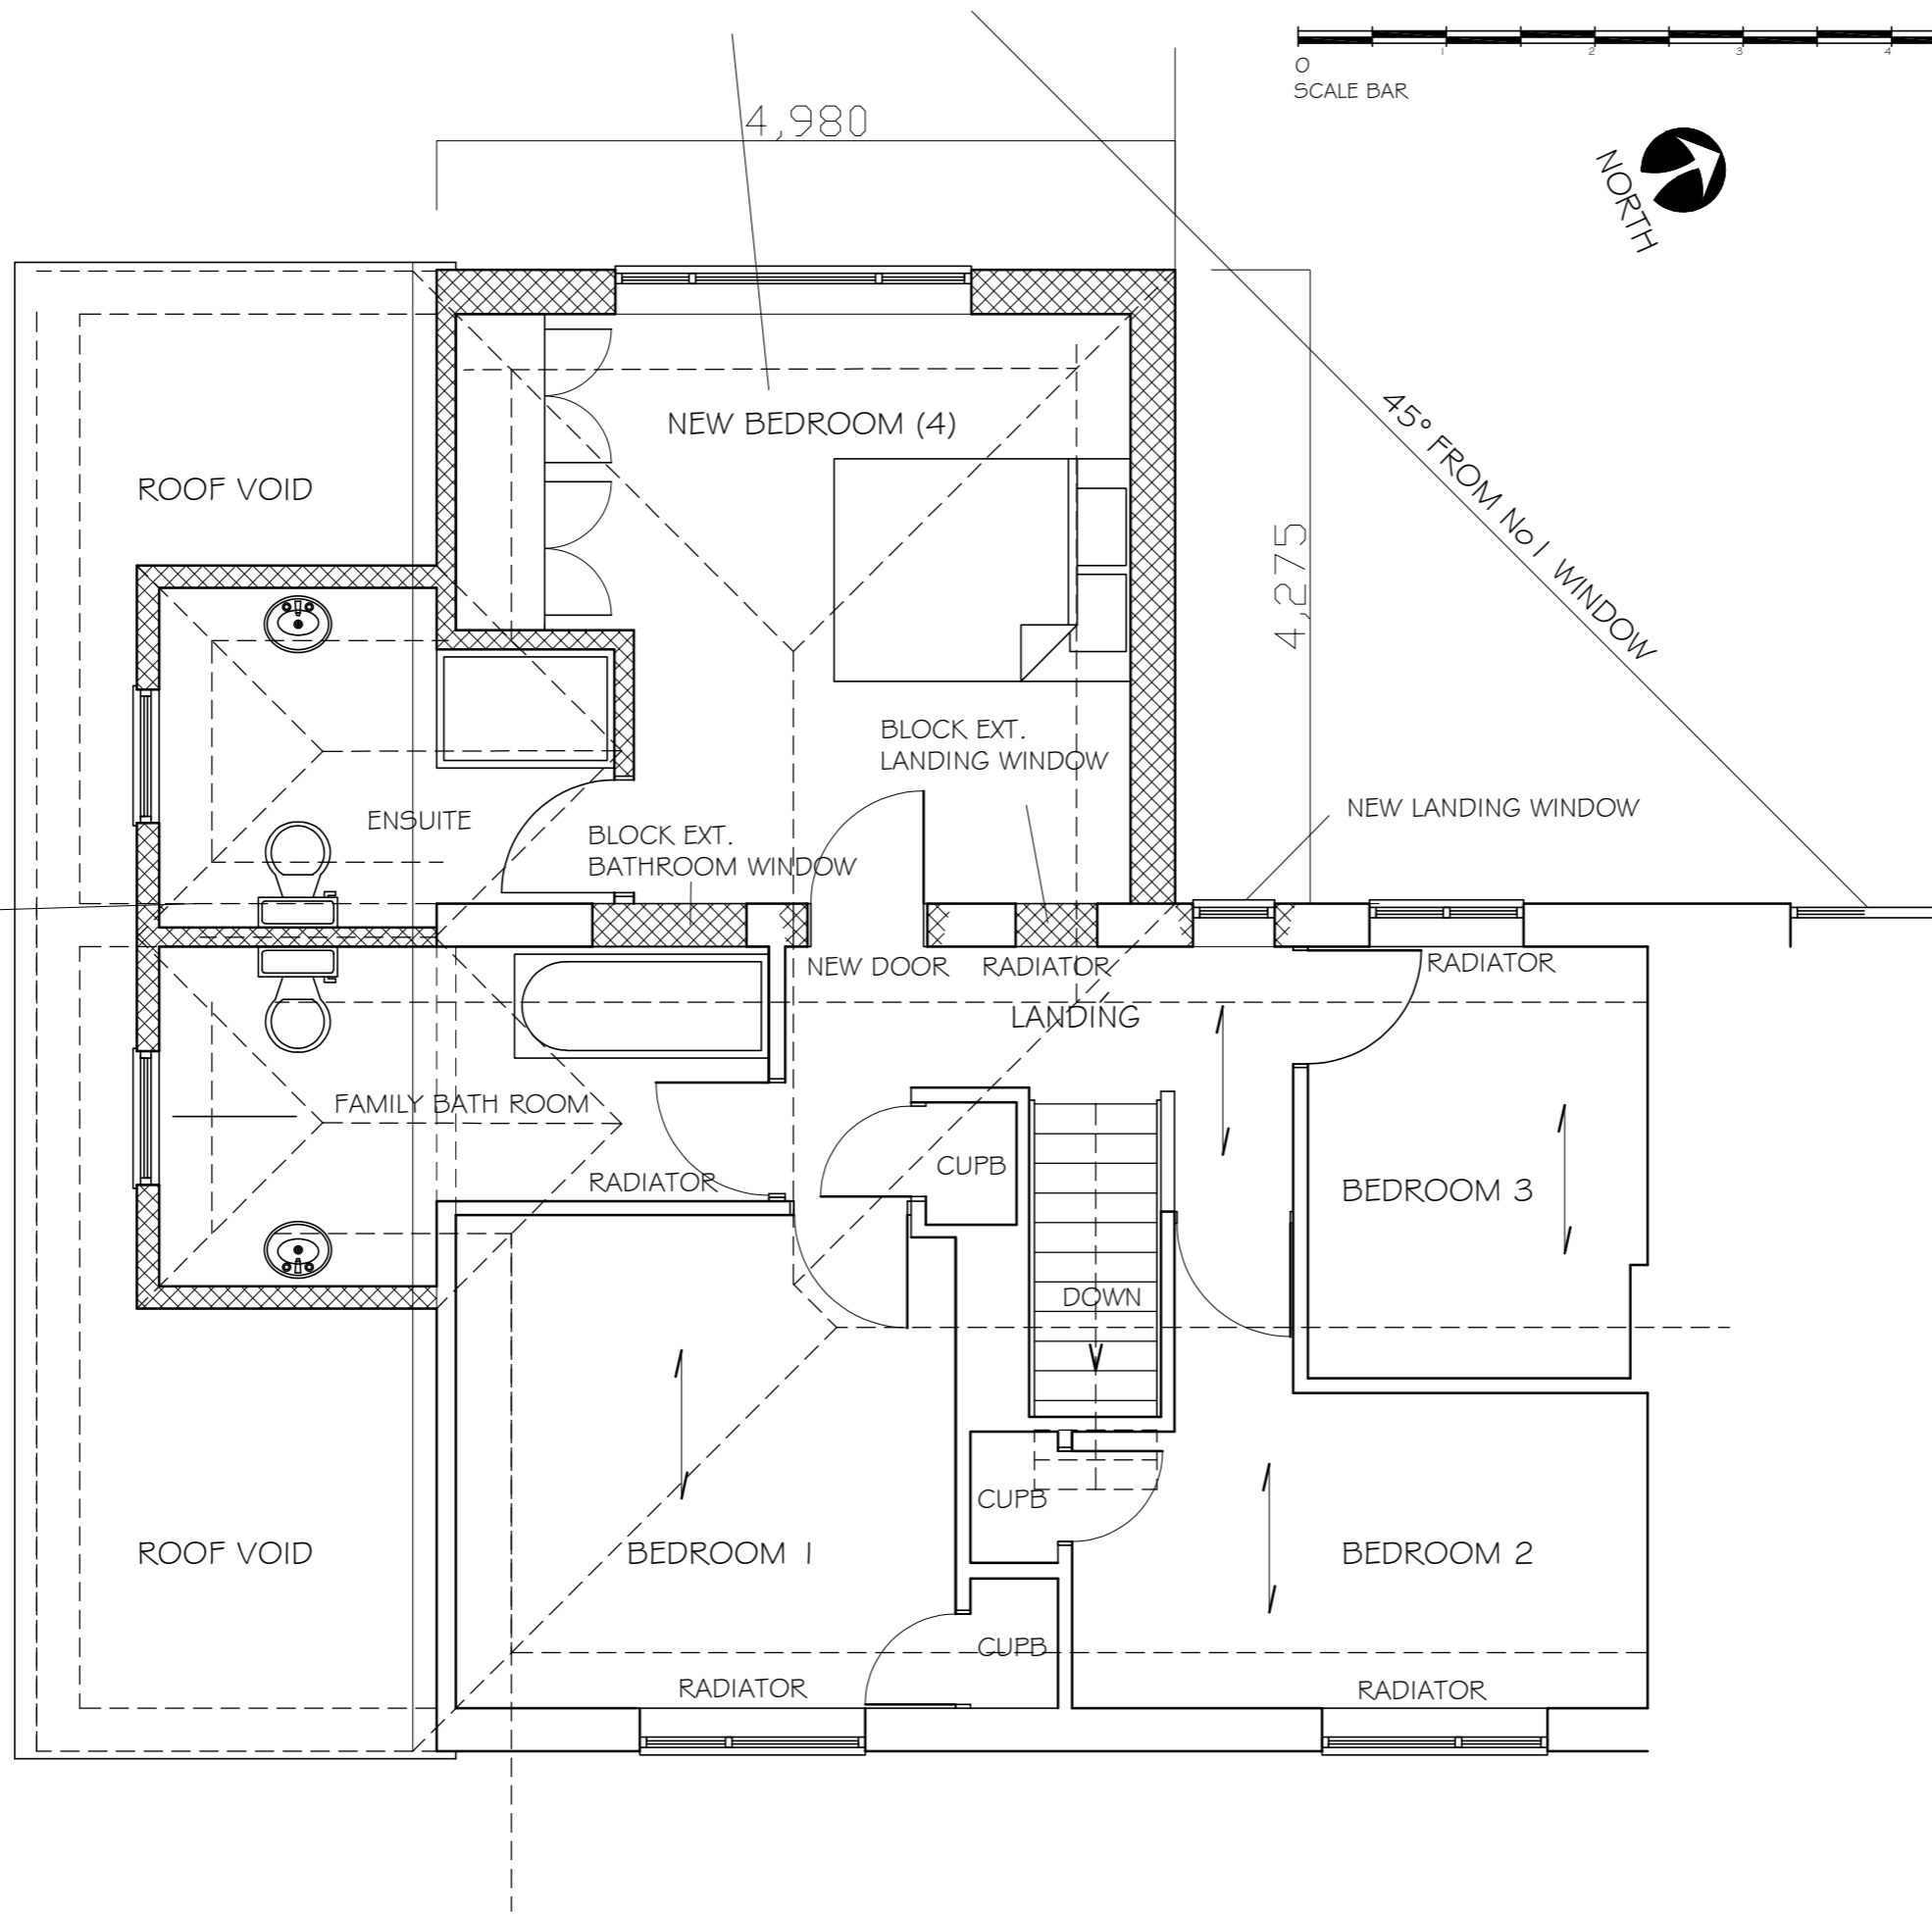 0
1
2
3
4
SCALE BAR
NORTH
4,980
45° FROM No 1 WINDOW
4,275
NEW BEDROOM (4)
ROOF VOID
BLOCK EXT.
LANDING WINDOW
NEW LANDING WINDOW
ENSUITE
BLOCK EXT.
BATHROOM WINDOW
NEW DOOR
RADIATOR
RADIATOR
LANDING
FAMILY BATH ROOM
RADIATOR
CUPB
BEDROOM 3
DOWN
CUPB
ROOF VOID
BEDROOM 1
BEDROOM 2
CUPB
RADIATOR
RADIATOR